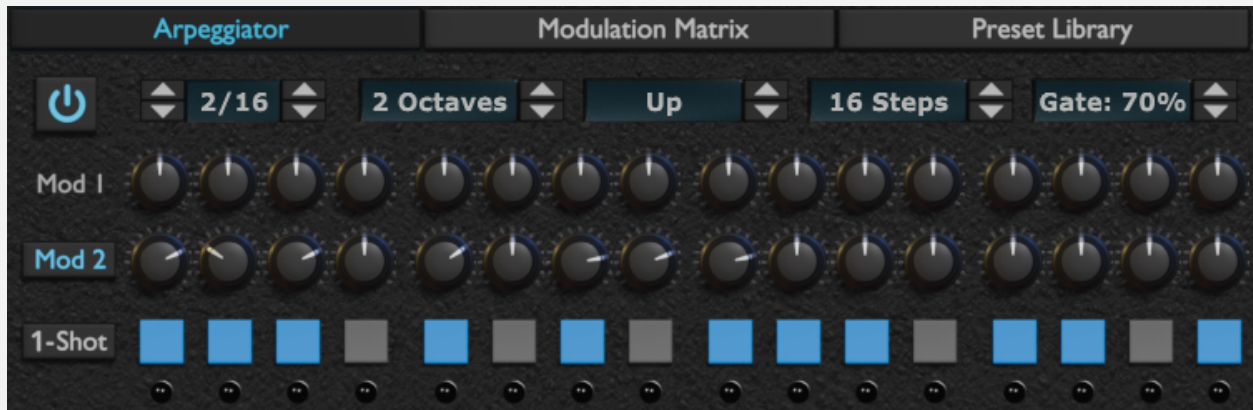 Arpeggiator Modulation Matrix Preset Library
2/16 2 Octaves Up 16 Steps Gate: 70%
Mod 1
Mod 2
1-Shot